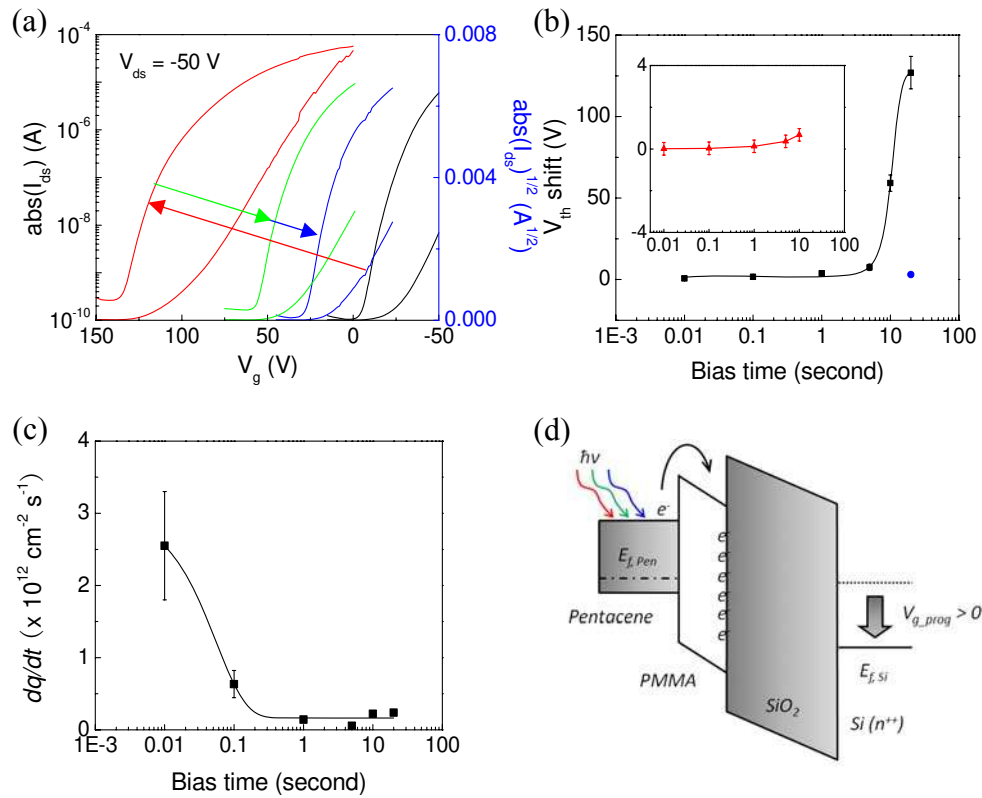 (a)
V_ds = -50 V
10^-4
10^-6
10^-8
10^-10
abs(I_ds) (A)
150 100 50 0 -50
V_g (V)
0.008
0.004
0.000
abs(I_ds)^1/2 (A^1/2)
(b)
150
100
50
0
V_th shift (V)
4
0
-4
0.01 0.1 1 10 100
1E-3 0.01 0.1 1 10 100
Bias time (second)
(c)
4
3
2
1
0
dq/dt (x 10^12 cm^-2 s^-1)
1E-3 0.01 0.1 1 10 100
Bias time (second)
(d)
ħν
e^-
E_f, Pen
Pentacene
PMMA
e^-
e^-
e^-
e^-
e^-
e^-
SiO_2
V_g_prog > 0
E_f, Si
Si (n^++)